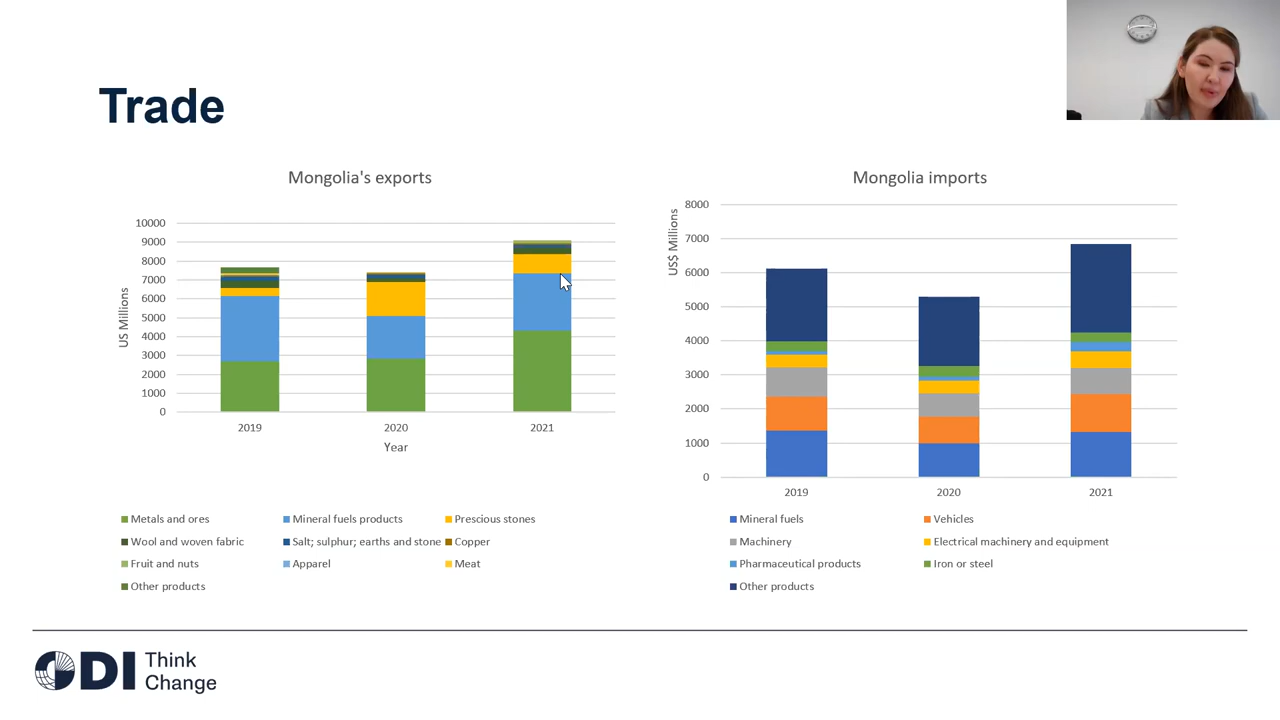 Trade
Mongolia's exports
US Millions
10000
9000
8000
7000
6000
5000
4000
3000
2000
1000
0
2019 2020 2021
Year
Metals and ores Mineral fuels products Prescious stones
Wool and woven fabric Salt; sulphur; earths and stone Copper
Fruit and nuts Apparel Meat
Other products
Mongolia imports
US$ Millions
8000
7000
6000
5000
4000
3000
2000
1000
0
2019 2020 2021
Mineral fuels Vehicles
Machinery Electrical machinery and equipment
Pharmaceutical products Iron or steel
Other products
ODI Think
Change